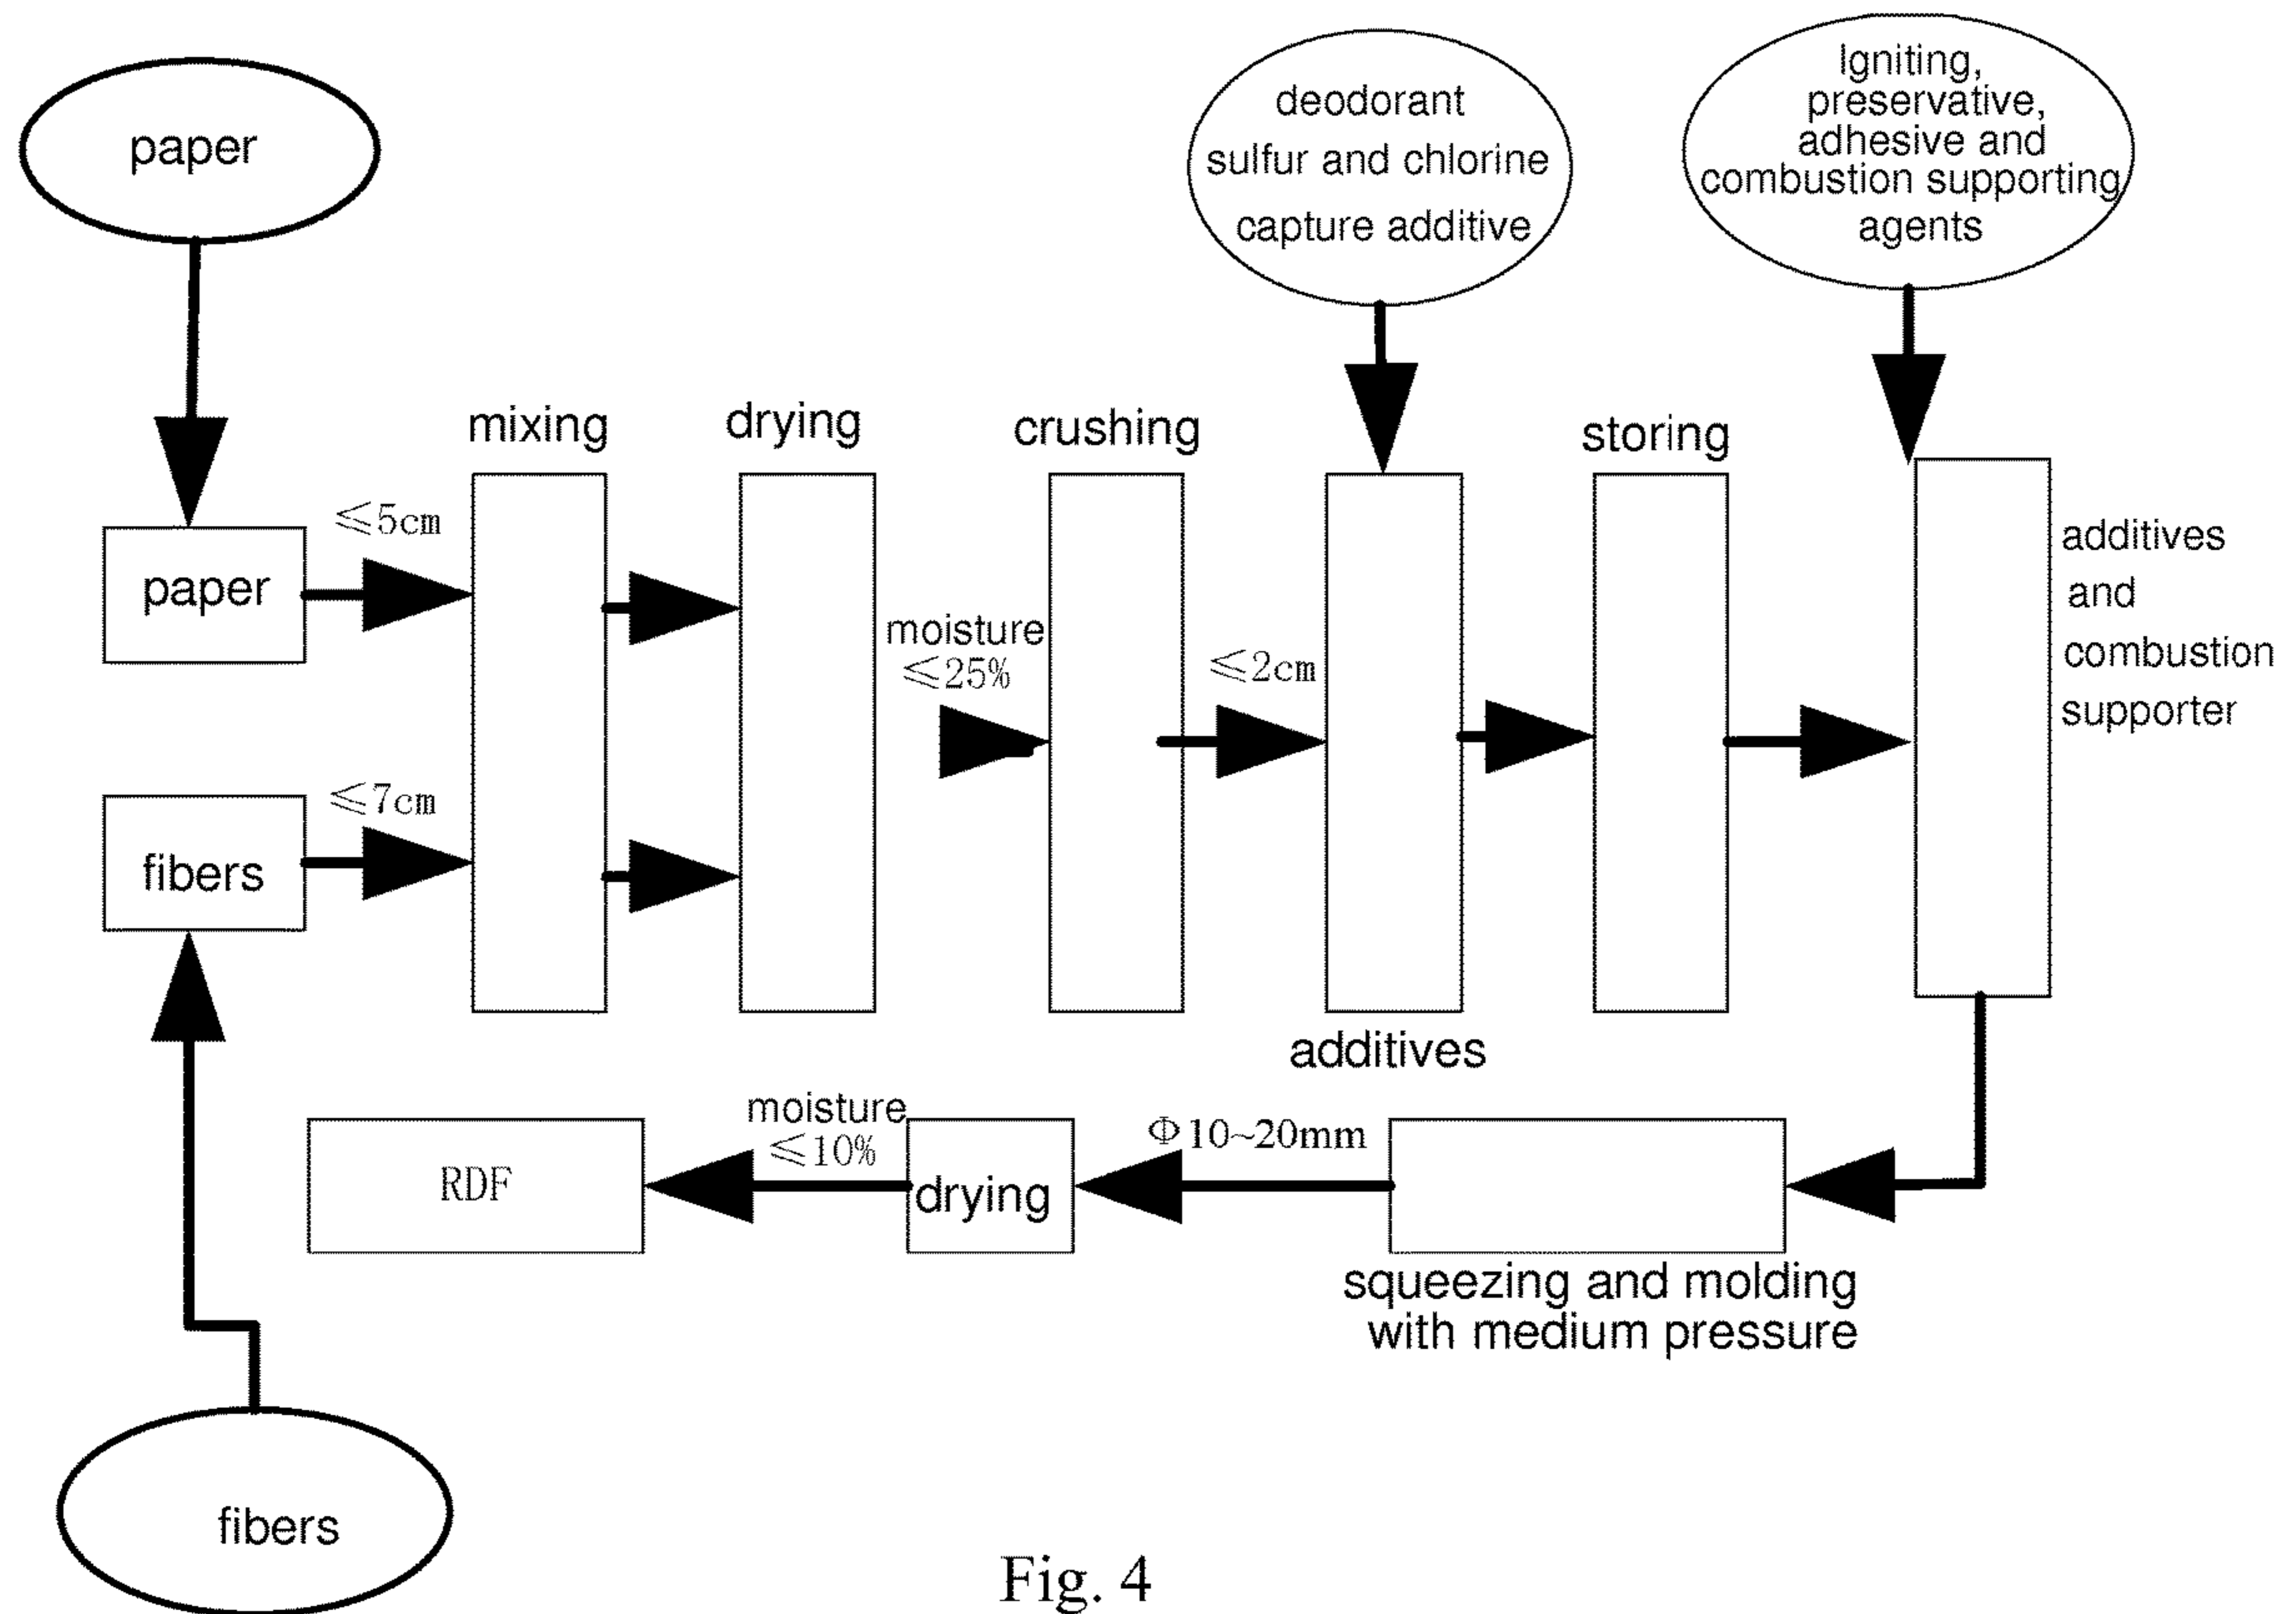 paper
deodorant
sulfur and chlorine
capture additive
Igniting,
preservative,
adhesive and
combustion supporting
agents
mixing
drying
crushing
storing
paper
≤5cm
moisture
≤25%
≤2cm
additives
and
combustion
supporter
fibers
≤7cm
additives
RDF
moisture
≤10%
drying
Φ10~20mm
squeezing and molding
with medium pressure
fibers
Fig. 4